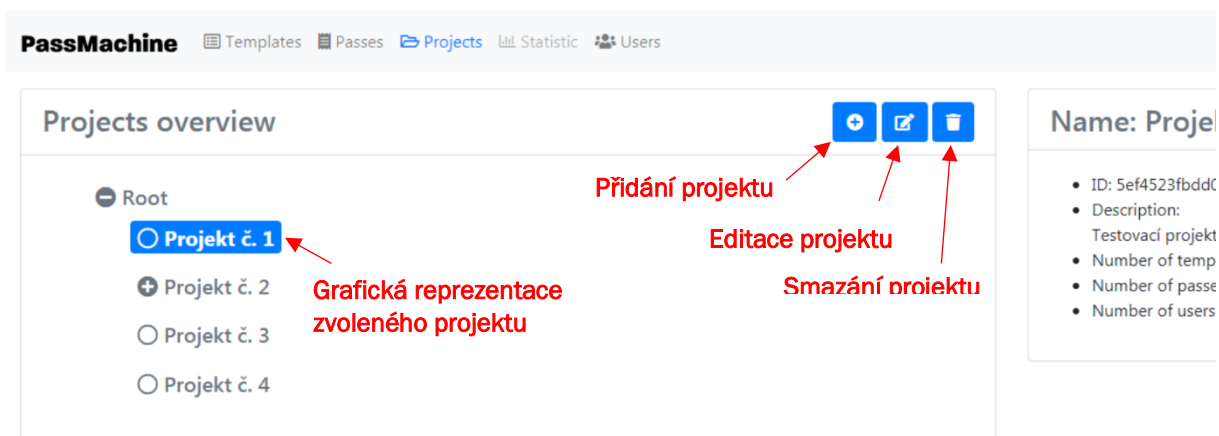 PassMachine Templates Passes Projects Statistic Users
Projects overview
Přidání projektu
Editace projektu
Smazání projektu
Root
Projekt č. 1
Projekt č. 2
Projekt č. 3
Projekt č. 4
Grafická reprezentace
zvoleného projektu
Name: Proje
ID: 5ef4523fbdd0
Description:
Testovací projekt
Number of temp
Number of passe
Number of users